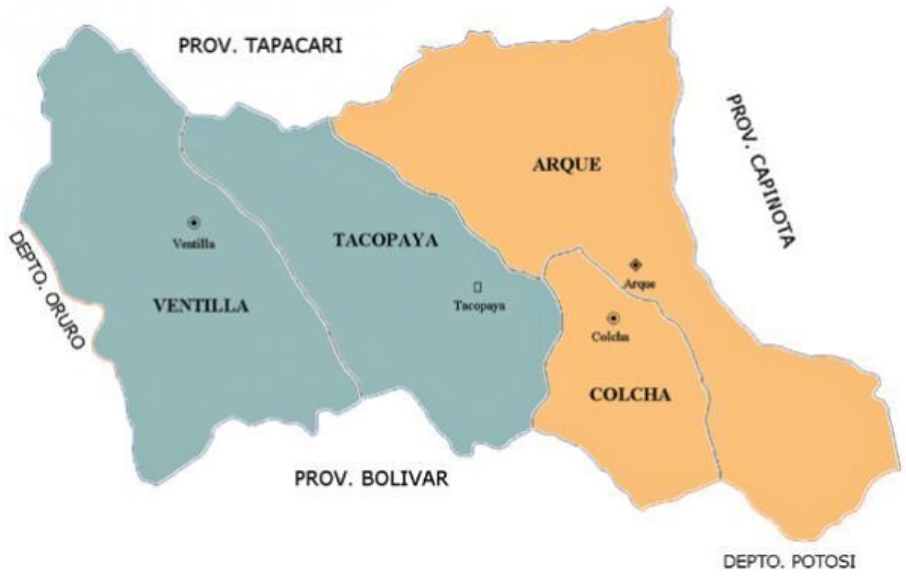 PROV. TAPACARI
PROV. CAPINOTA
ARQUE
Ventilla
TACOPAYA
DEPTO. ORURO
VENTILLA
Tacopaya
Arque
Colcha
COLCHA
PROV. BOLIVAR
DEPTO. POTOSI